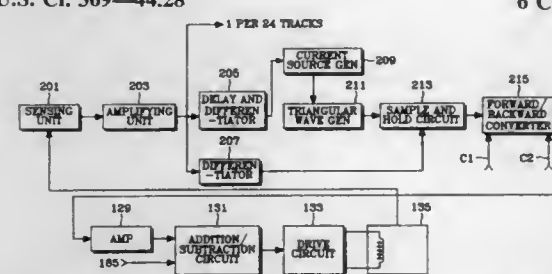 U.S. Cl. 369—44.28
6 C
1 PER 24 TRACKS
201
SENSING
UNIT
203
AMPLIFYING
UNIT
205
DELAY AND
DIFFEREN
-TIATOR
207
DIFFEREN
-TIATOR
CURRENT
SOURCE GEN
209
211
TRIANGULAR
WAVE GEN
213
SAMPLE AND
HOLD CIRCUIT
215
FORWARD/
BACKWARD
CONVERTER
C1
C2
129
AMP
165
131
ADDITION/
SUBTRACTION
CIRCUIT
133
DRIVE
CIRCUIT
135